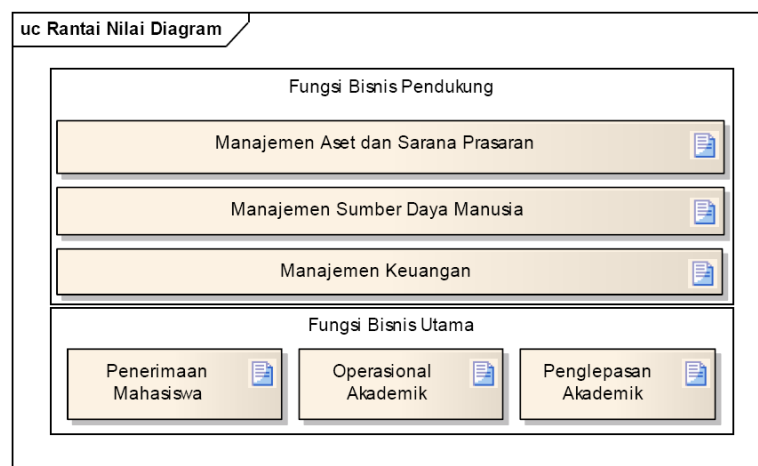 uc Rantai Nilai Diagram
Fungsi Bisnis Pendukung
Manajemen Aset dan Sarana Prasaran
Manajemen Sumber Daya Manusia
Manajemen Keuangan
Fungsi Bisnis Utama
Penerimaan
Mahasiswa
Operasional
Akademik
Penglepasan
Akademik